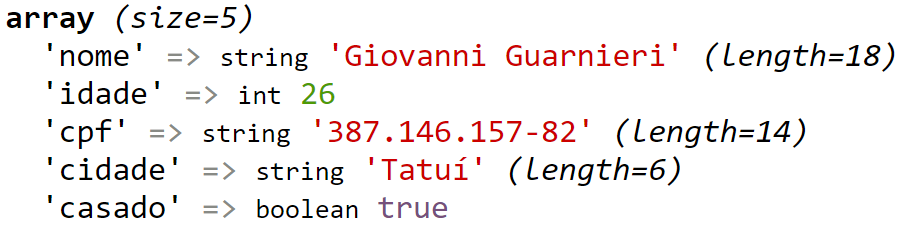 array (size=5)
'nome' => string 'Giovanni Guarnieri' (length=18)
'idade' => int 26
'cpf' => string '387.146.157-82' (length=14)
'cidade' => string 'Tatuí' (length=6)
'casado' => boolean true